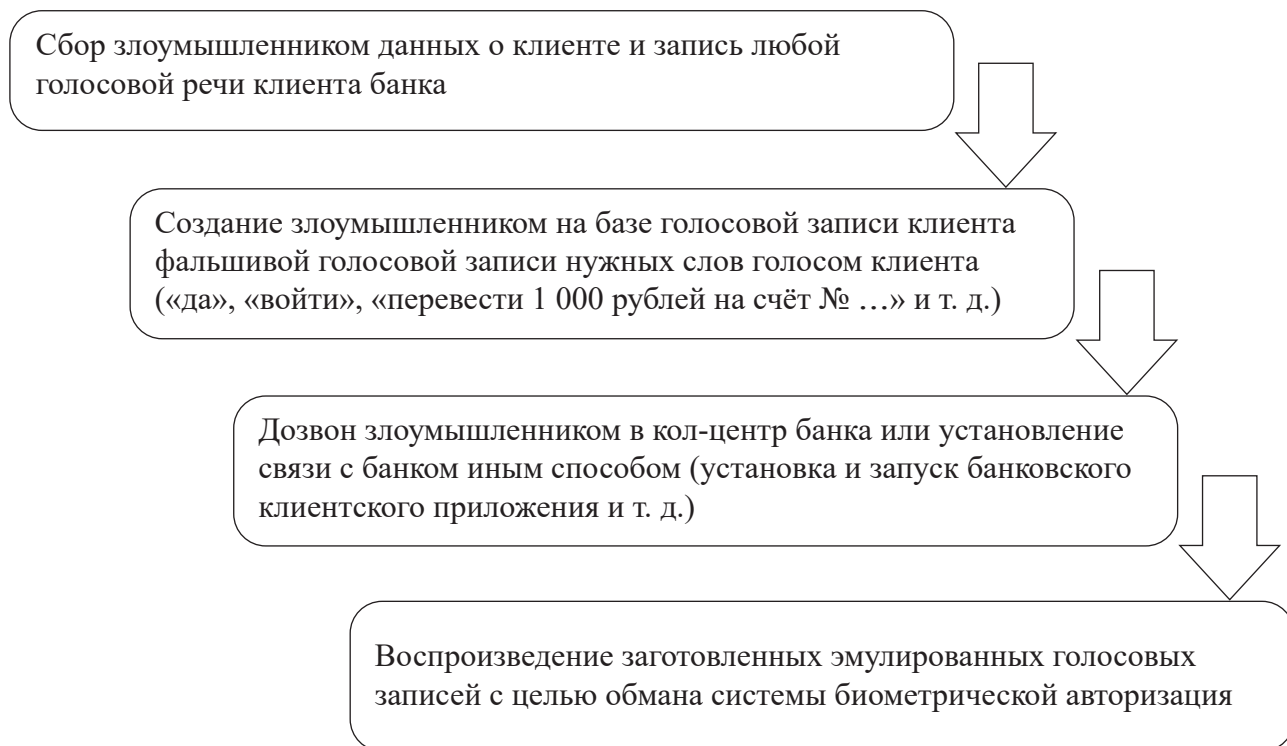 Сбор злоумышленником данных о клиенте и запись любой
голосовой речи клиента банка
Создание злоумышленником на базе голосовой записи клиента
фальшивой голосовой записи нужных слов голосом клиента
(«да», «войти», «перевести 1 000 рублей на счёт № …» и т. д.)
Дозвон злоумышленником в кол-центр банка или установление
связи с банком иным способом (установка и запуск банковского
клиентского приложения и т. д.)
Воспроизведение заготовленных эмулированных голосовых
записей с целью обмана системы биометрической авторизация